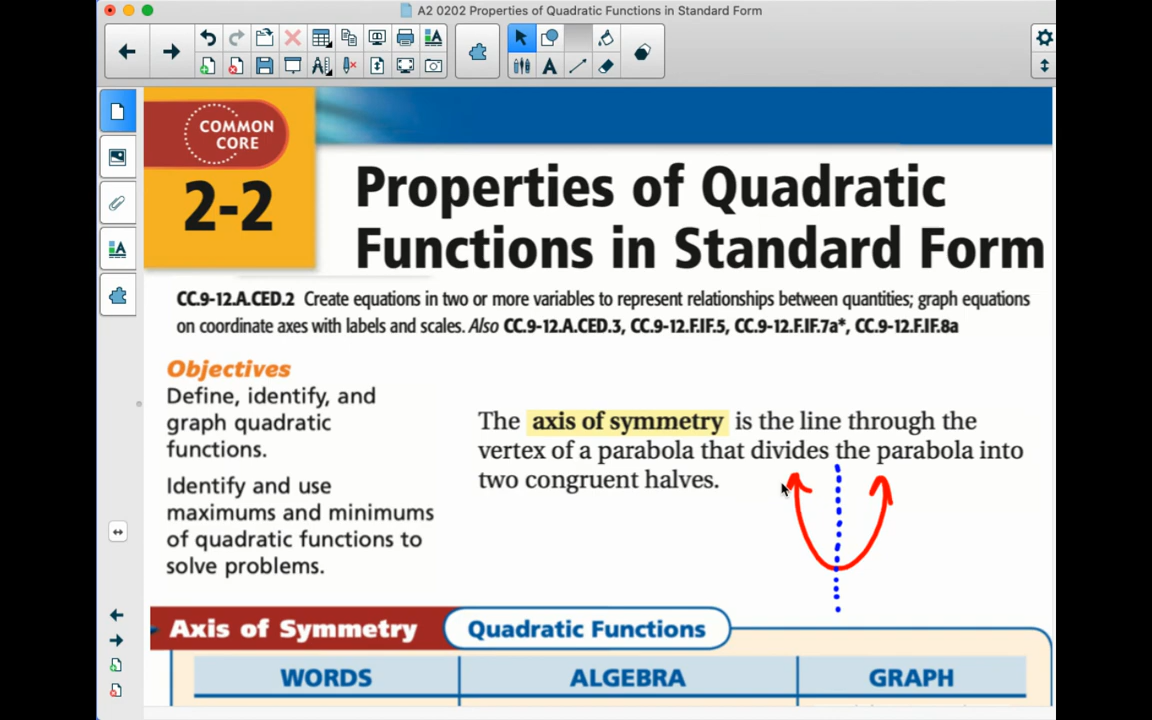 A2 0202 Properties of Quadratic Functions in Standard Form
COMMON
CORE
2-2
Properties of Quadratic
Functions in Standard Form
CC.9-12.A.CED.2 Create equations in two or more variables to represent relationships between quantities; graph equations
on coordinate axes with labels and scales. Also CC.9-12.A.CED.3, CC.9-12.F.IF.5, CC.9-12.F.IF.7a*, CC.9-12.F.IF.8a
Objectives
Define, identify, and
graph quadratic
functions.
Identify and use
maximums and minimums
of quadratic functions to
solve problems.
The axis of symmetry is the line through the
vertex of a parabola that divides the parabola into
two congruent halves.
Axis of Symmetry Quadratic Functions
WORDS ALGEBRA GRAPH